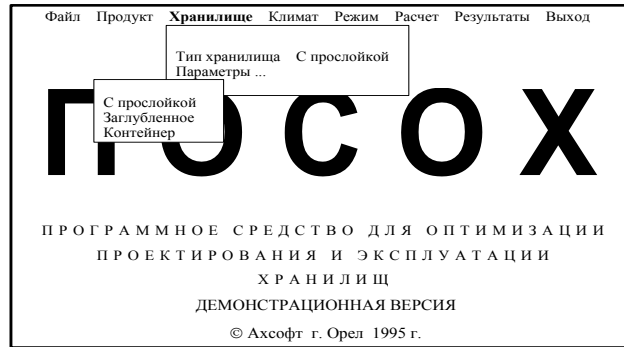 Файл Продукт Хранилище Климат Режим Расчет Результаты Выход
Тип хранилища С прослойкой
Параметры ...
С прослойкой
Заглубленное
Контейнер
ПОСОХ
ПРОГРАММНОЕ СРЕДСТВО ДЛЯ ОПТИМИЗАЦИИ
ПРОЕКТИРОВАНИЯ И ЭКСПЛУАТАЦИИ
ХРАНИЛИЩ
ДЕМОНСТРАЦИОННАЯ ВЕРСИЯ
© Ахсофт г. Орел 1995 г.